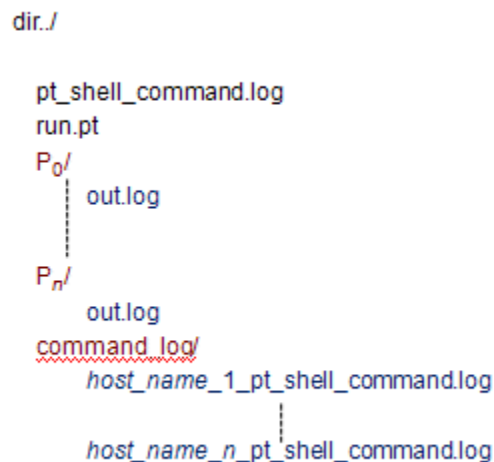 dir../
pt_shell_command.log
run.pt
P₀/
out.log
Pₙ/
out.log
command_log/
host_name_1_pt_shell_command.log
host_name_n_pt_shell_command.log